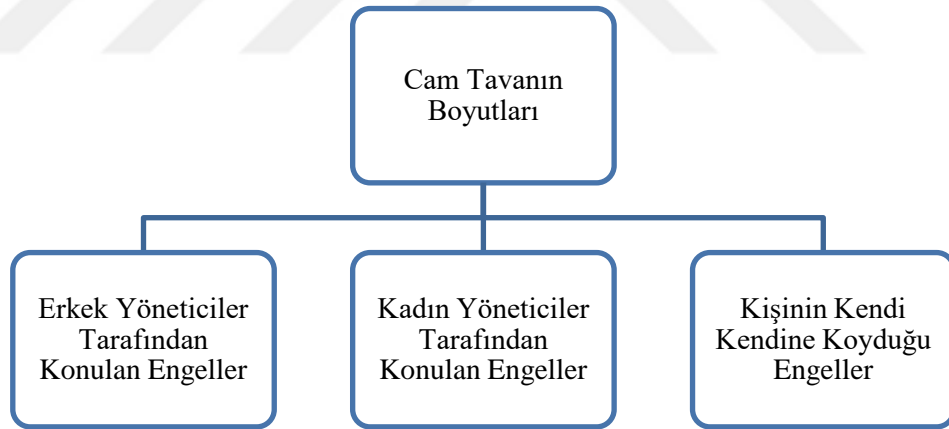 Cam Tavanın
Boyutları
Erkek Yöneticiler
Tarafından
Konulan Engeller
Kadın Yöneticiler
Tarafından
Konulan Engeller
Kişinin Kendi
Kendine Koyduğu
Engeller